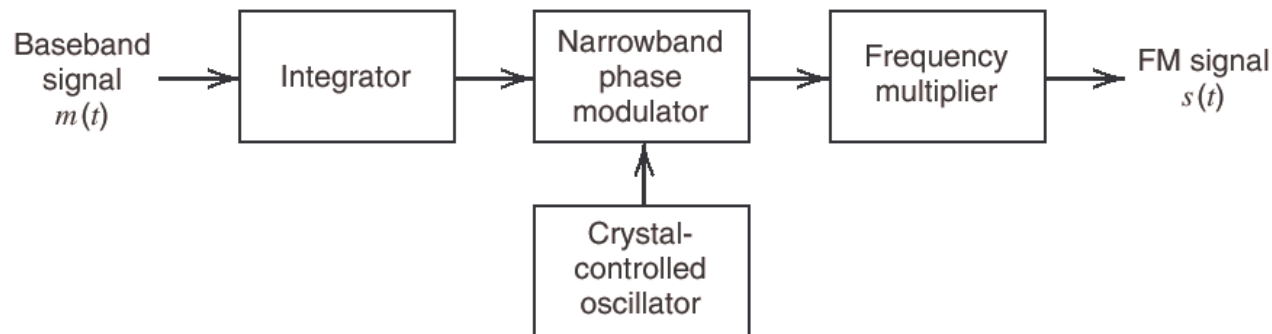 Baseband
signal
m(t)
Integrator
Narrowband
phase
modulator
Frequency
multiplier
FM signal
s(t)
Crystal-
controlled
oscillator